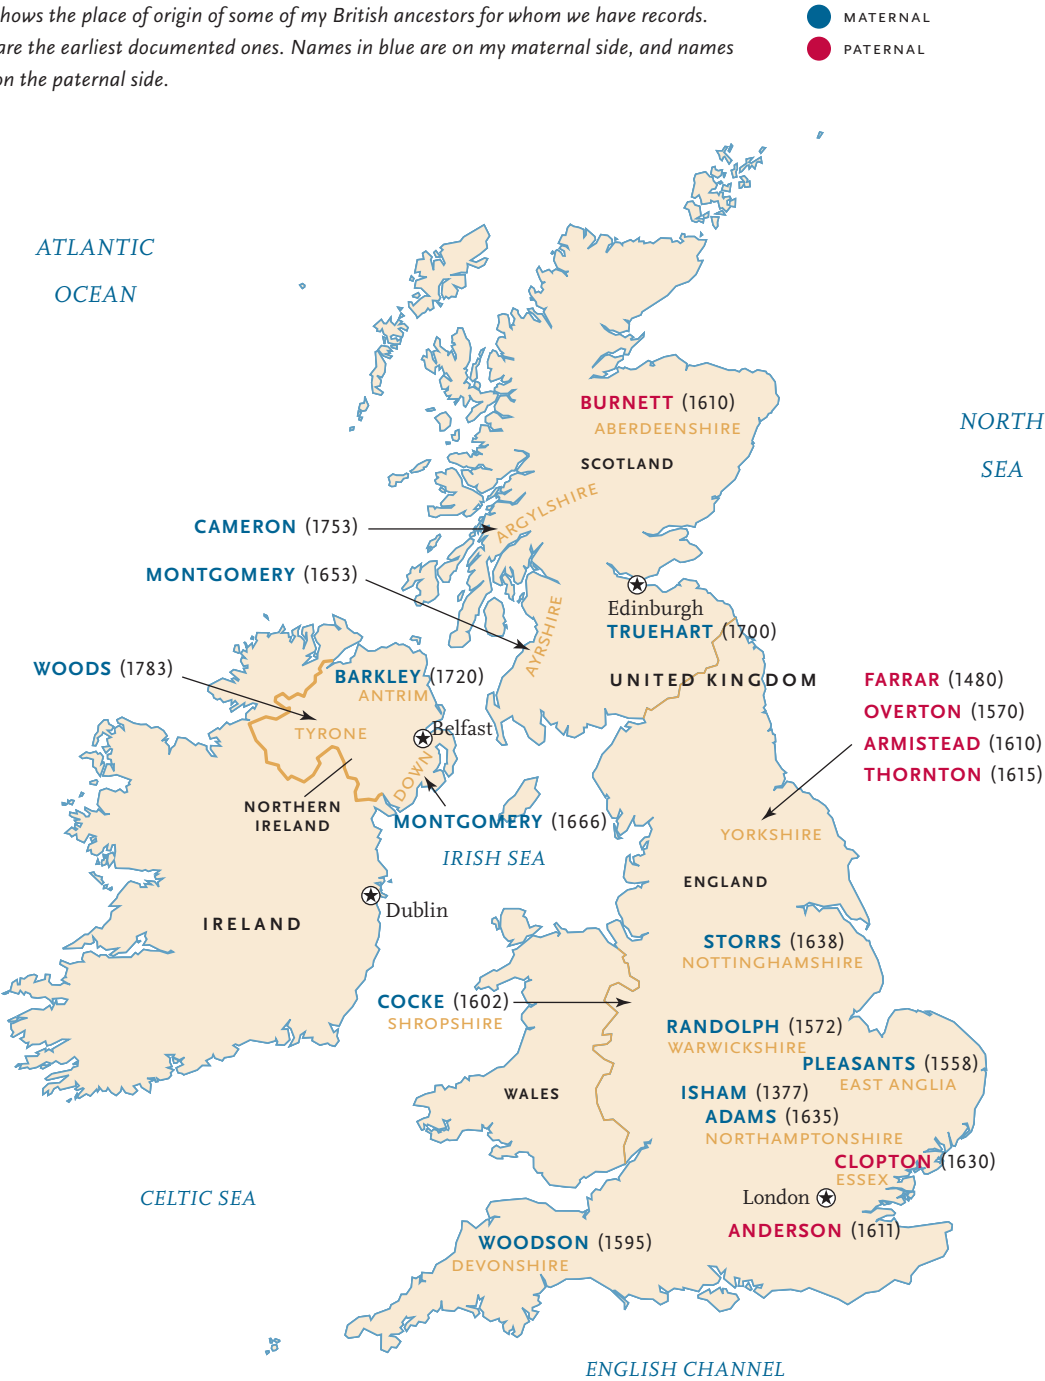 hows the place of origin of some of my British ancestors for whom we have records.
are the earliest documented ones. Names in blue are on my maternal side, and names
on the paternal side.
MATERNAL
PATERNAL
ATLANTIC
OCEAN
NORTH
SEA
BURNETT (1610)
ABERDEENSHIRE
SCOTLAND
ARGYLSHIRE
CAMERON (1753)
MONTGOMERY (1653)
AYRSHIRE
Edinburgh
TRUEHART (1700)
WOODS (1783)
BARKLEY (1720)
ANTRIM
UNITED KINGDOM
FARRAR (1480)
OVERTON (1570)
ARMISTEAD (1610)
THORNTON (1615)
TYRONE
Belfast
DOWN
NORTHERN
IRELAND
MONTGOMERY (1666)
YORKSHIRE
IRISH SEA
ENGLAND
Dublin
IRELAND
STORRS (1638)
NOTTINGHAMSHIRE
COCKE (1602)
SHROPSHIRE
RANDOLPH (1572)
WARWICKSHIRE
PLEASANTS (1558)
EAST ANGLIA
WALES
ISHAM (1377)
ADAMS (1635)
NORTHAMPTONSHIRE
CLOPTON (1630)
ESSEX
CELTIC SEA
London
ANDERSON (1611)
WOODSON (1595)
DEVONSHIRE
ENGLISH CHANNEL